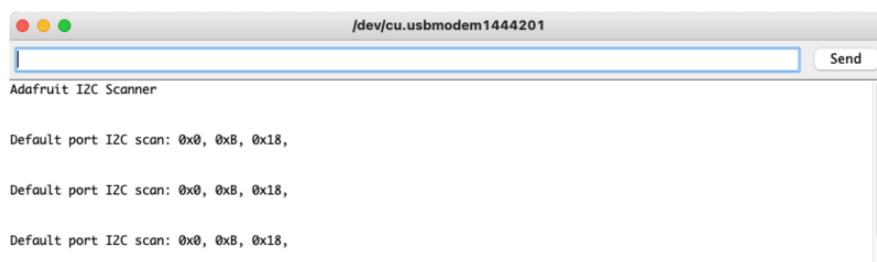 /dev/cu.usbmodem1444201
Send
Adafruit I2C Scanner
Default port I2C scan: 0x0, 0xB, 0x18,
Default port I2C scan: 0x0, 0xB, 0x18,
Default port I2C scan: 0x0, 0xB, 0x18,